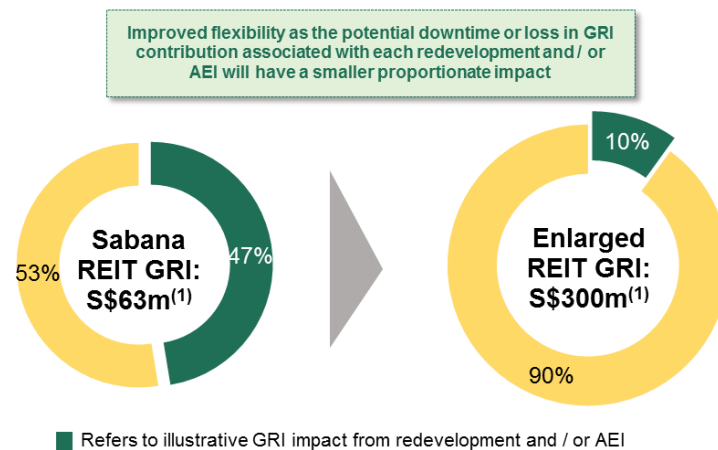 Improved flexibility as the potential downtime or loss in GRI
contribution associated with each redevelopment and / or
AEI will have a smaller proportionate impact
10%
Sabana
REIT GRI:
S$63m(1)
53%
47%
Enlarged
REIT GRI:
S$300m(1)
90%
Refers to illustrative GRI impact from redevelopment and / or AEI